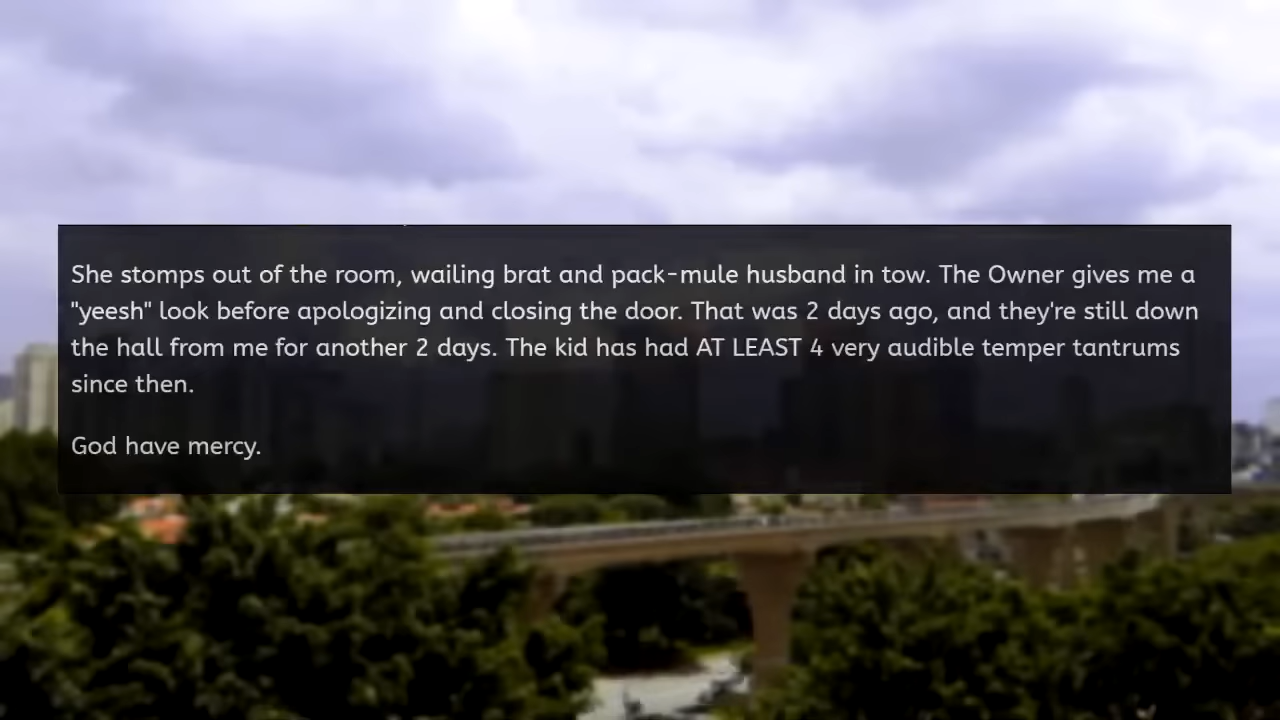 She stomps out of the room, wailing brat and pack-mule husband in tow. The Owner gives me a
"yeesh" look before apologizing and closing the door. That was 2 days ago, and they're still down
the hall from me for another 2 days. The kid has had AT LEAST 4 very audible temper tantrums
since then.
God have mercy.